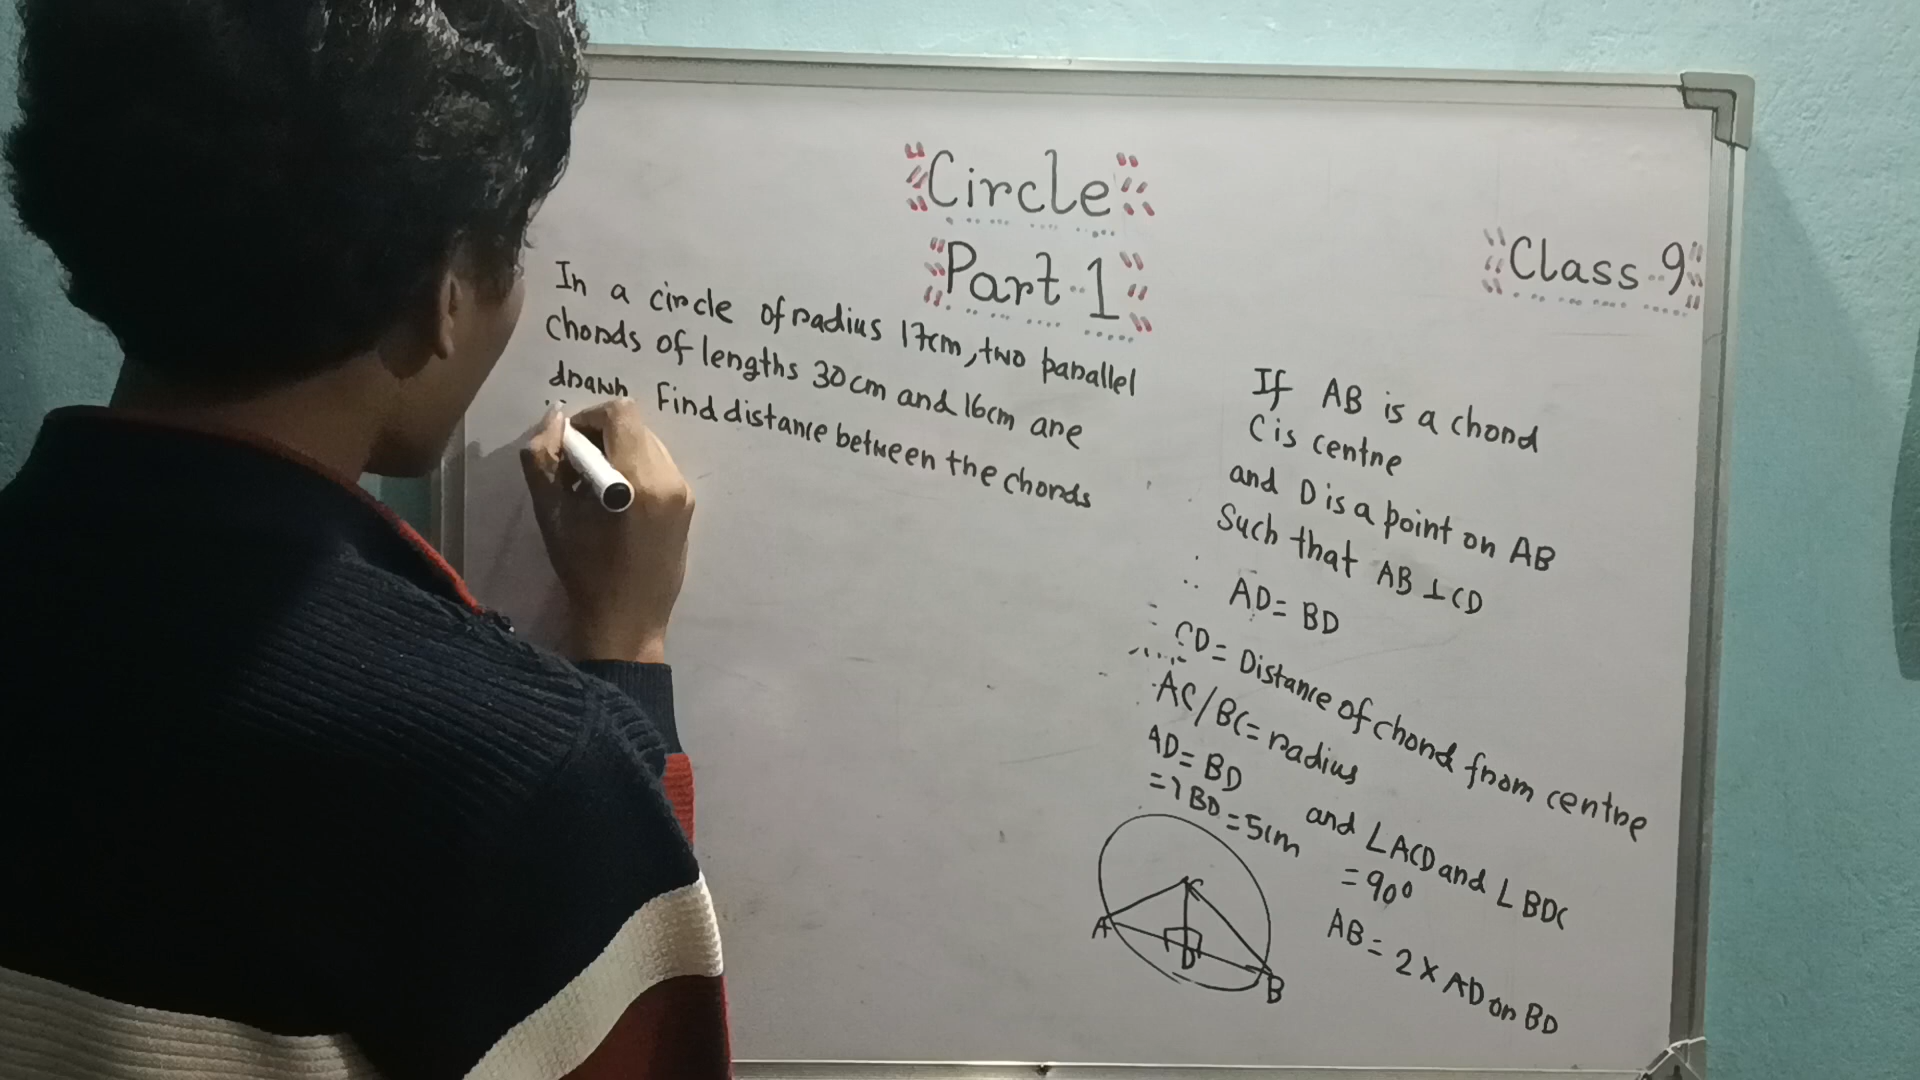 Circle
Part-1
Class-9
In a circle of radius 17cm, two parallel
chords of lengths 30cm and 16cm are
drawn Find distance between the chords
If AB is a chord
C is centre
and D is a point on AB
Such that AB ⊥ CD
∴ AD = BD
CD = Distance of chord from centre
AC/BC = radius
AD = BD
=> BD = 5cm
and ∠ACD and ∠BDC
= 90°
AB = 2 × AD or BD
C
A
D
B